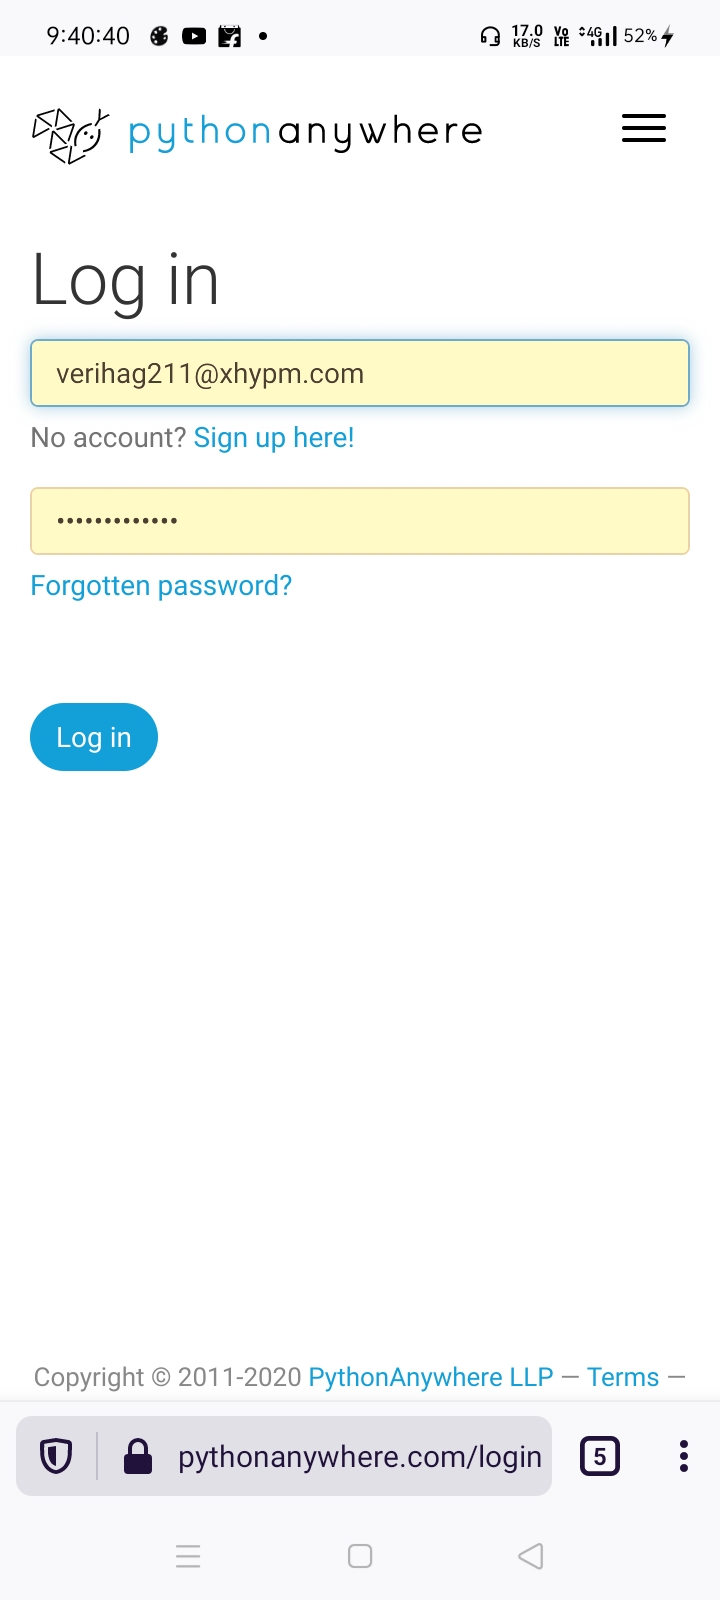 9:40:40 17.0 KB/S Vo LTE 4G 52%
pythonanywhere
Log in
verihag211@xhypm.com
No account? Sign up here!
•••••••••••••
Forgotten password?
Log in
Copyright © 2011-2020 PythonAnywhere LLP — Terms —
pythonanywhere.com/login 5